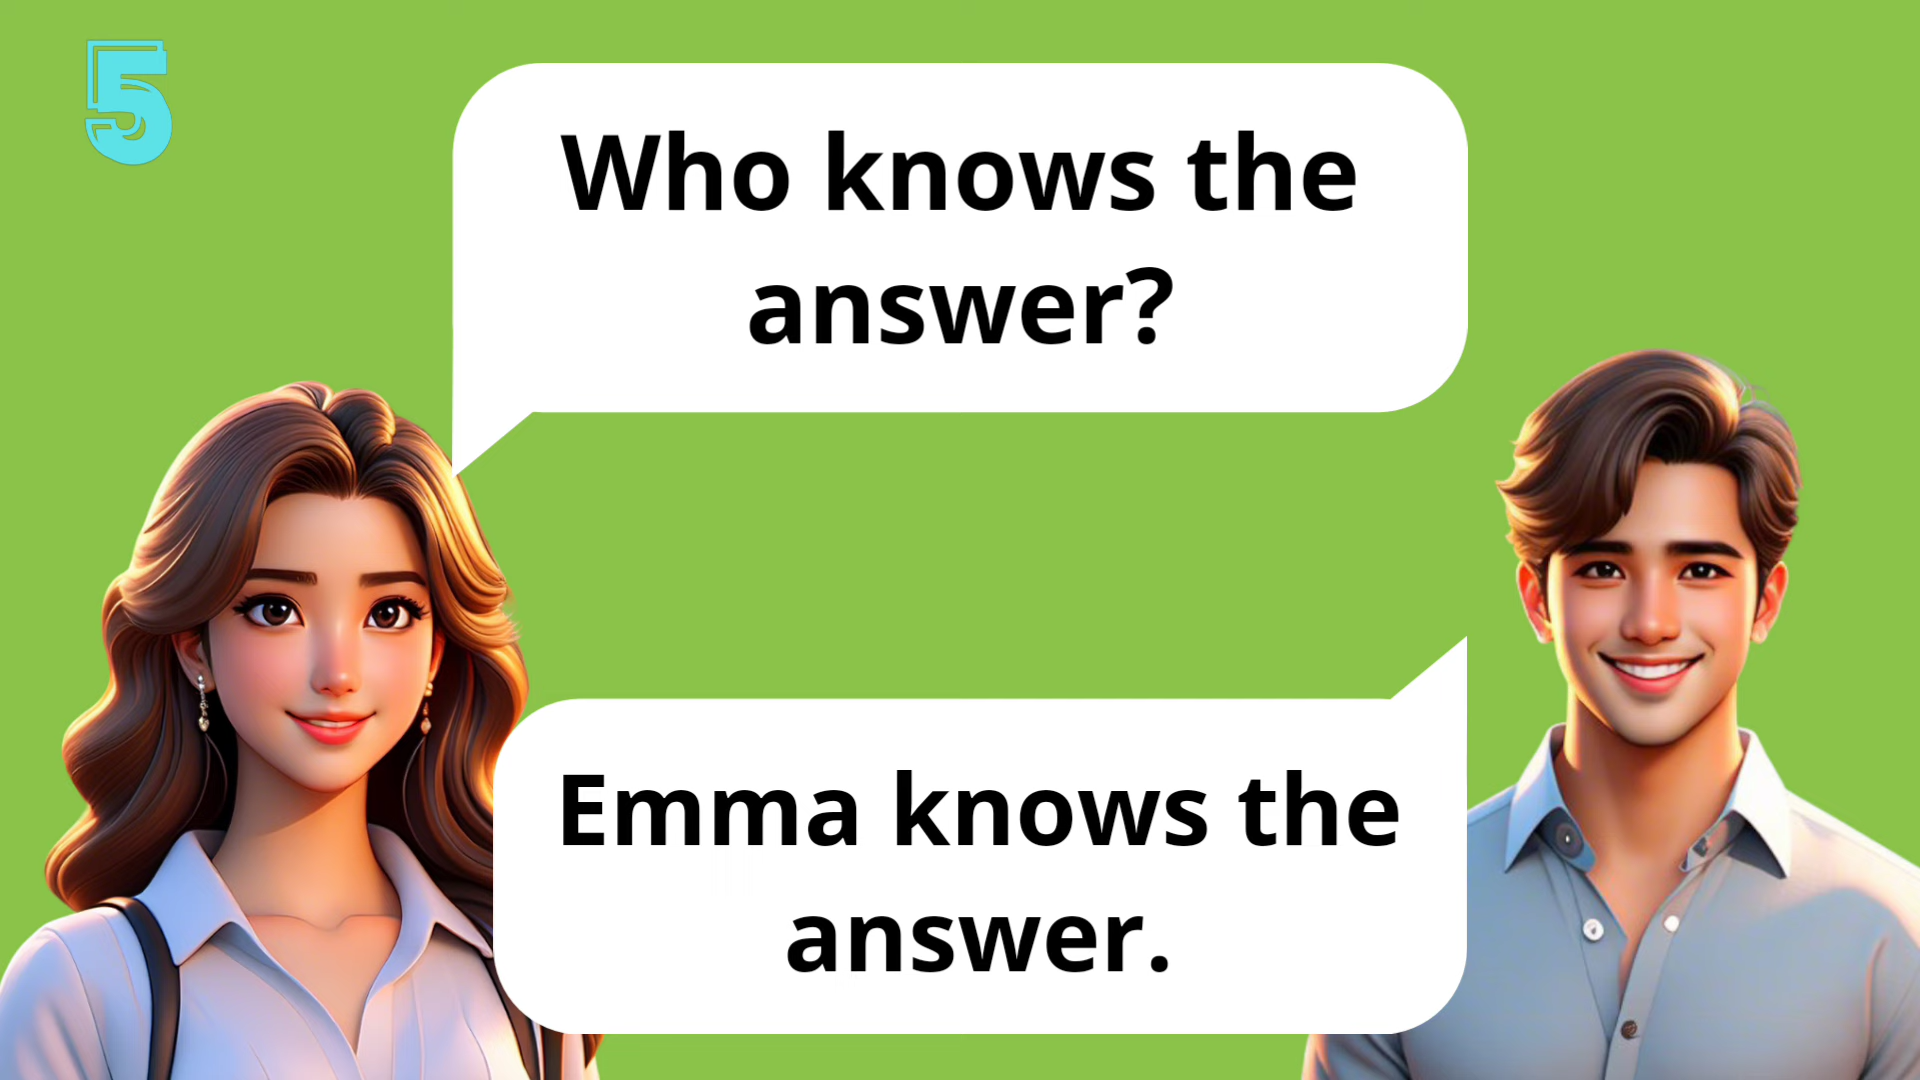 5
Who knows the
answer?
Emma knows the
answer.